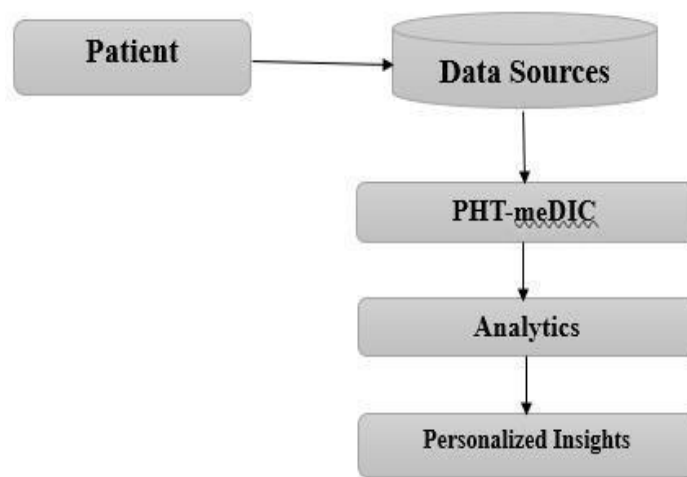 Patient
Data Sources
PHT-meDIC
Analytics
Personalized Insights